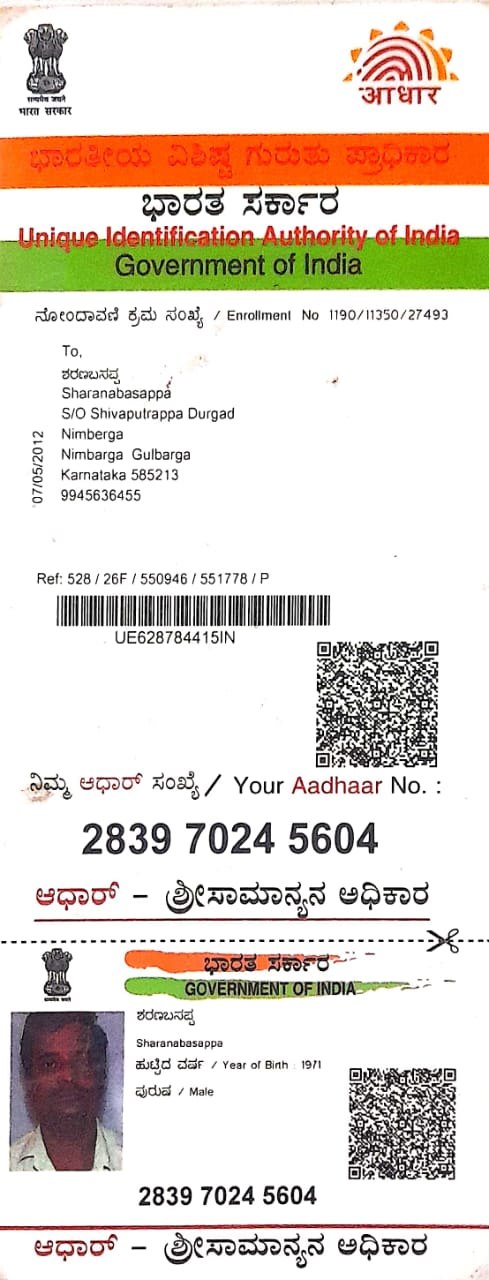 सत्यमेव जयते
भारत सरकार
आधार
ಭಾರತೀಯ ವಿಶಿಷ್ಟ ಗುರುತು ಪ್ರಾಧಿಕಾರ
ಭಾರತ ಸರ್ಕಾರ
Unique Identification Authority of India
Government of India
ನೋಂದಾವಣಿ ಕ್ರಮ ಸಂಖ್ಯೆ / Enrollment No 1190/11350/27493
To,
ಶರಣಬಸಪ್ಪ
Sharanabasappa
S/O Shivaputrappa Durgad
Nimberga
Nimbarga Gulbarga
Karnataka 585213
9945636455
07/05/2012
Ref: 528 / 26F / 550946 / 551778 / P
UE628784415IN
ನಿಮ್ಮ ಆಧಾರ್ ಸಂಖ್ಯೆ / Your Aadhaar No. :
2839 7024 5604
ಆಧಾರ್ – ಶ್ರೀಸಾಮಾನ್ಯನ ಅಧಿಕಾರ
ಭಾರತ ಸರ್ಕಾರ
GOVERNMENT OF INDIA
ಶರಣಬಸಪ್ಪ
Sharanabasappa
ಹುಟ್ಟಿದ ವರ್ಷ / Year of Birth : 1971
ಪುರುಷ / Male
2839 7024 5604
ಆಧಾರ್ – ಶ್ರೀಸಾಮಾನ್ಯನ ಅಧಿಕಾರ